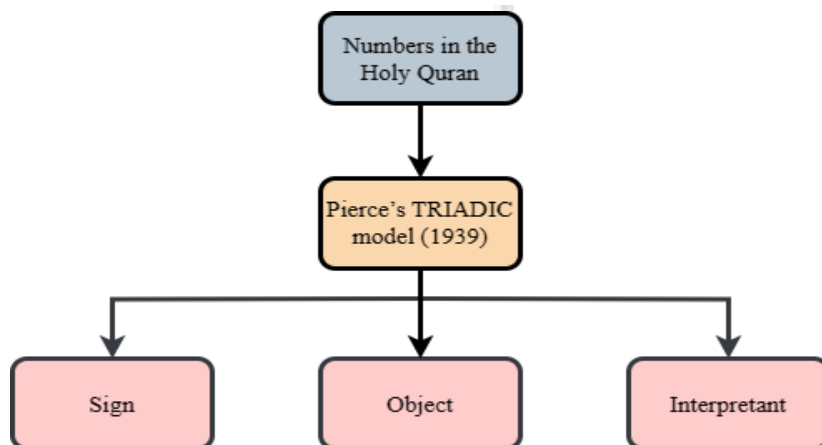 Numbers in the
Holy Quran
Pierce's TRIADIC
model (1939)
Sign
Object
Interpretant